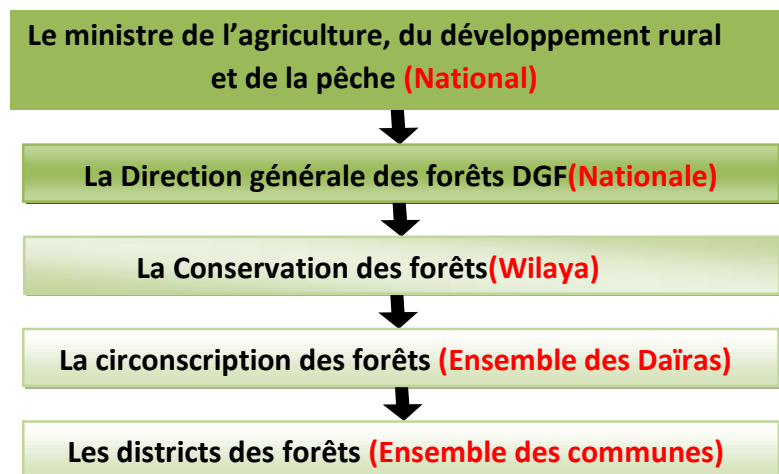 Le ministre de l’agriculture, du développement rural
et de la pêche (National)
La Direction générale des forêts DGF(Nationale)
La Conservation des forêts(Wilaya)
La circonscription des forêts (Ensemble des Daïras)
Les districts des forêts (Ensemble des communes)